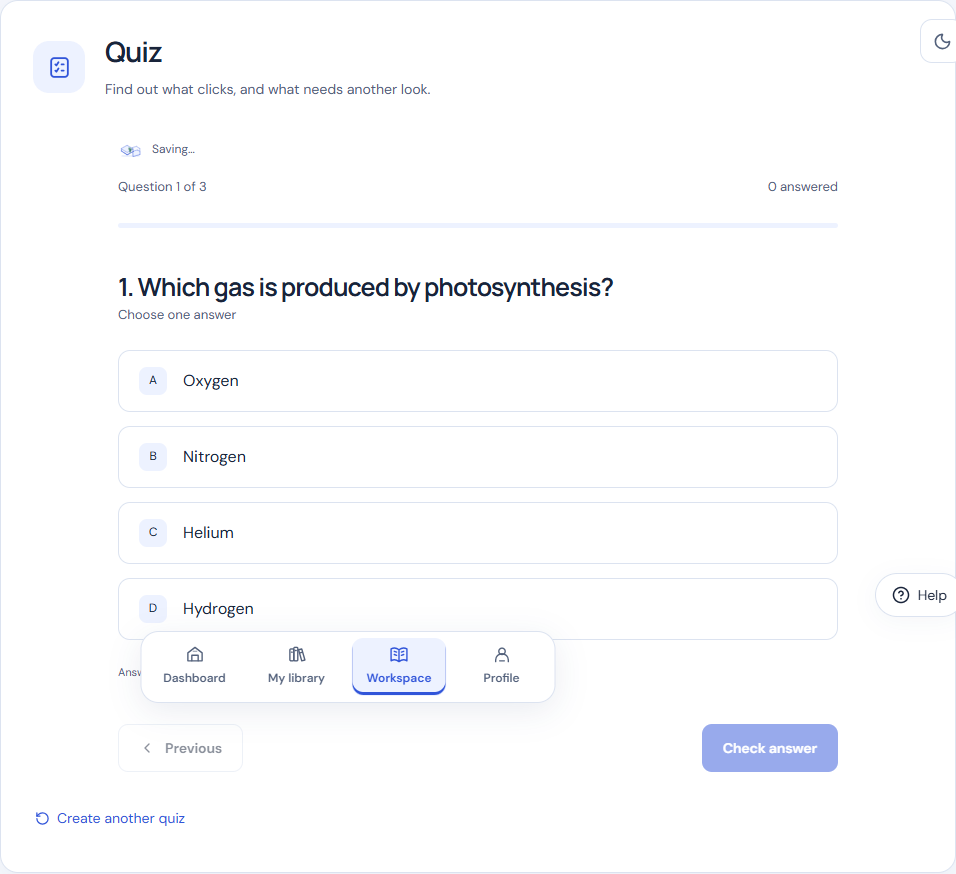 Quiz
Find out what clicks, and what needs another look.
Saving…
Question 1 of 3
0 answered
1. Which gas is produced by photosynthesis?
Choose one answer
A Oxygen
B Nitrogen
C Helium
D Hydrogen
Help
Dashboard
My library
Workspace
Profile
Previous
Check answer
Create another quiz